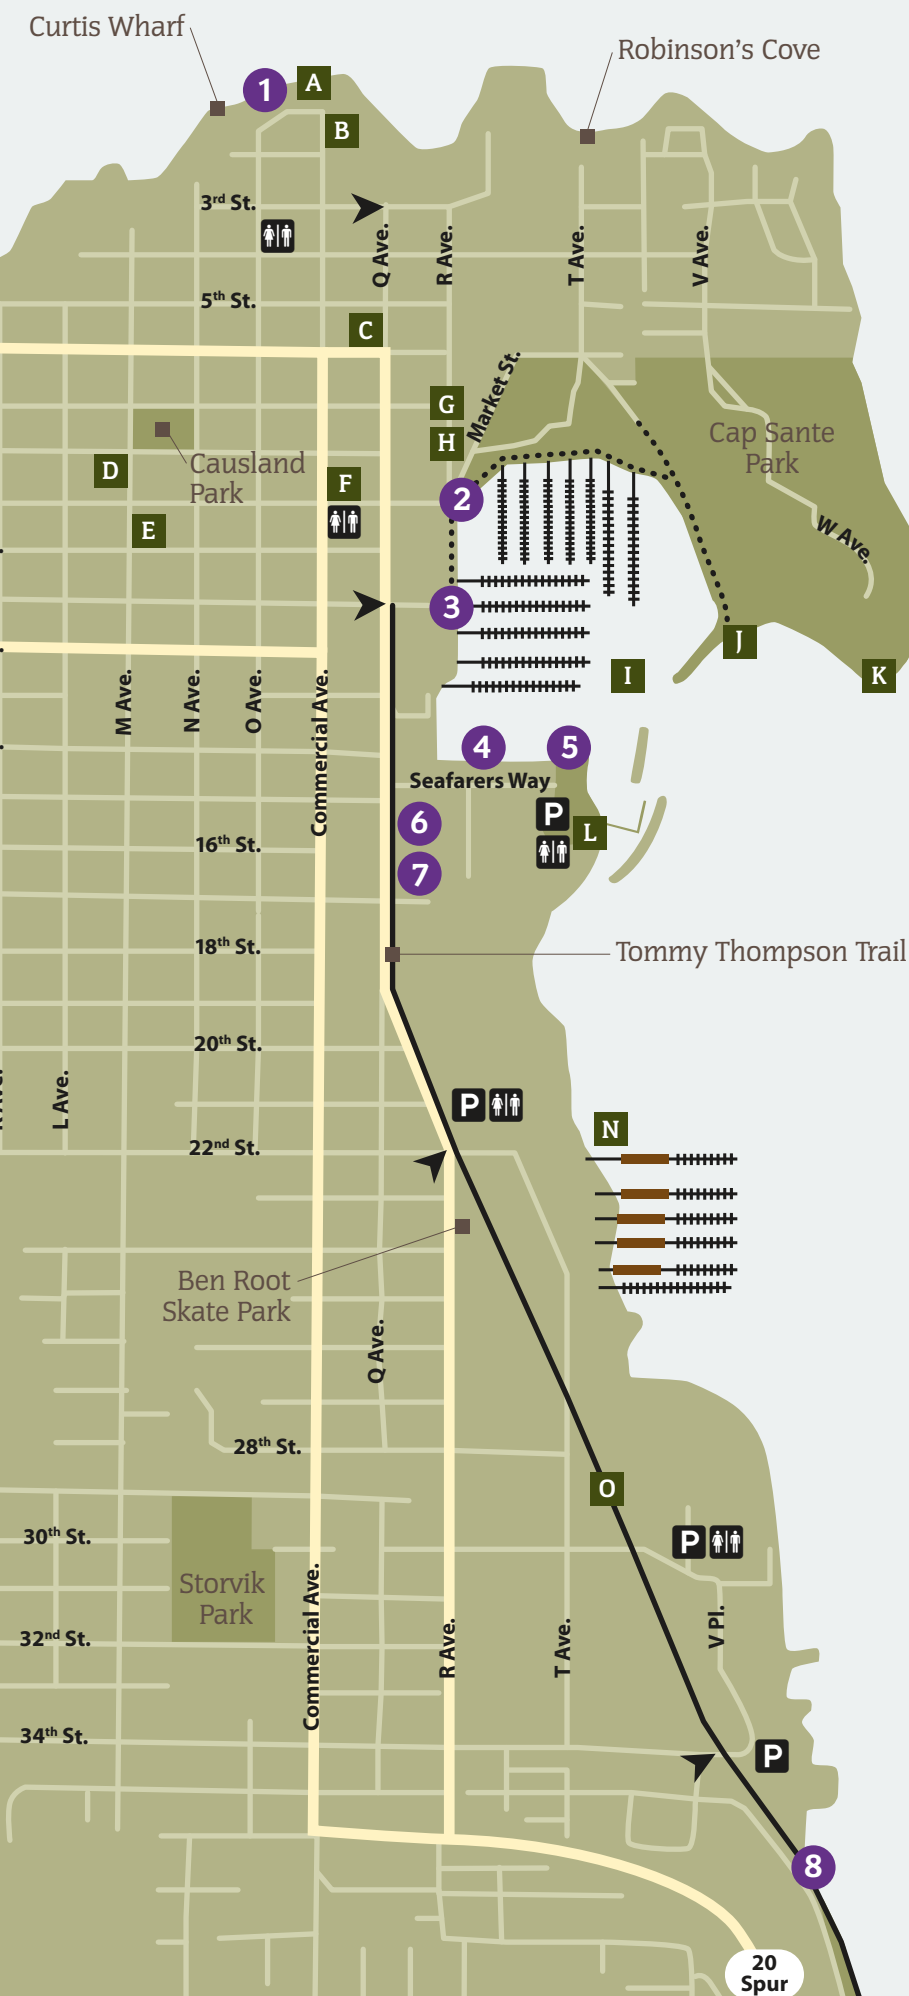 Curtis Wharf
Robinson's Cove
1
A
B
3rd St.
Q Ave.
R Ave.
T Ave.
V Ave.
5th St.
C
G
Market St.
H
Cap Sante
Park
D
Causland
Park
F
2
E
W Ave.
3
J
I
K
M Ave.
N Ave.
O Ave.
Commercial Ave.
4
5
Seafarers Way
P
6
L
16th St.
7
18th St.
Tommy Thompson Trail
20th St.
L Ave.
P
N
22nd St.
Ben Root
Skate Park
Q Ave.
28th St.
O
30th St.
P
Storvik
Park
32nd St.
Commercial Ave.
R Ave.
T Ave.
V Pl.
34th St.
P
8
20
Spur